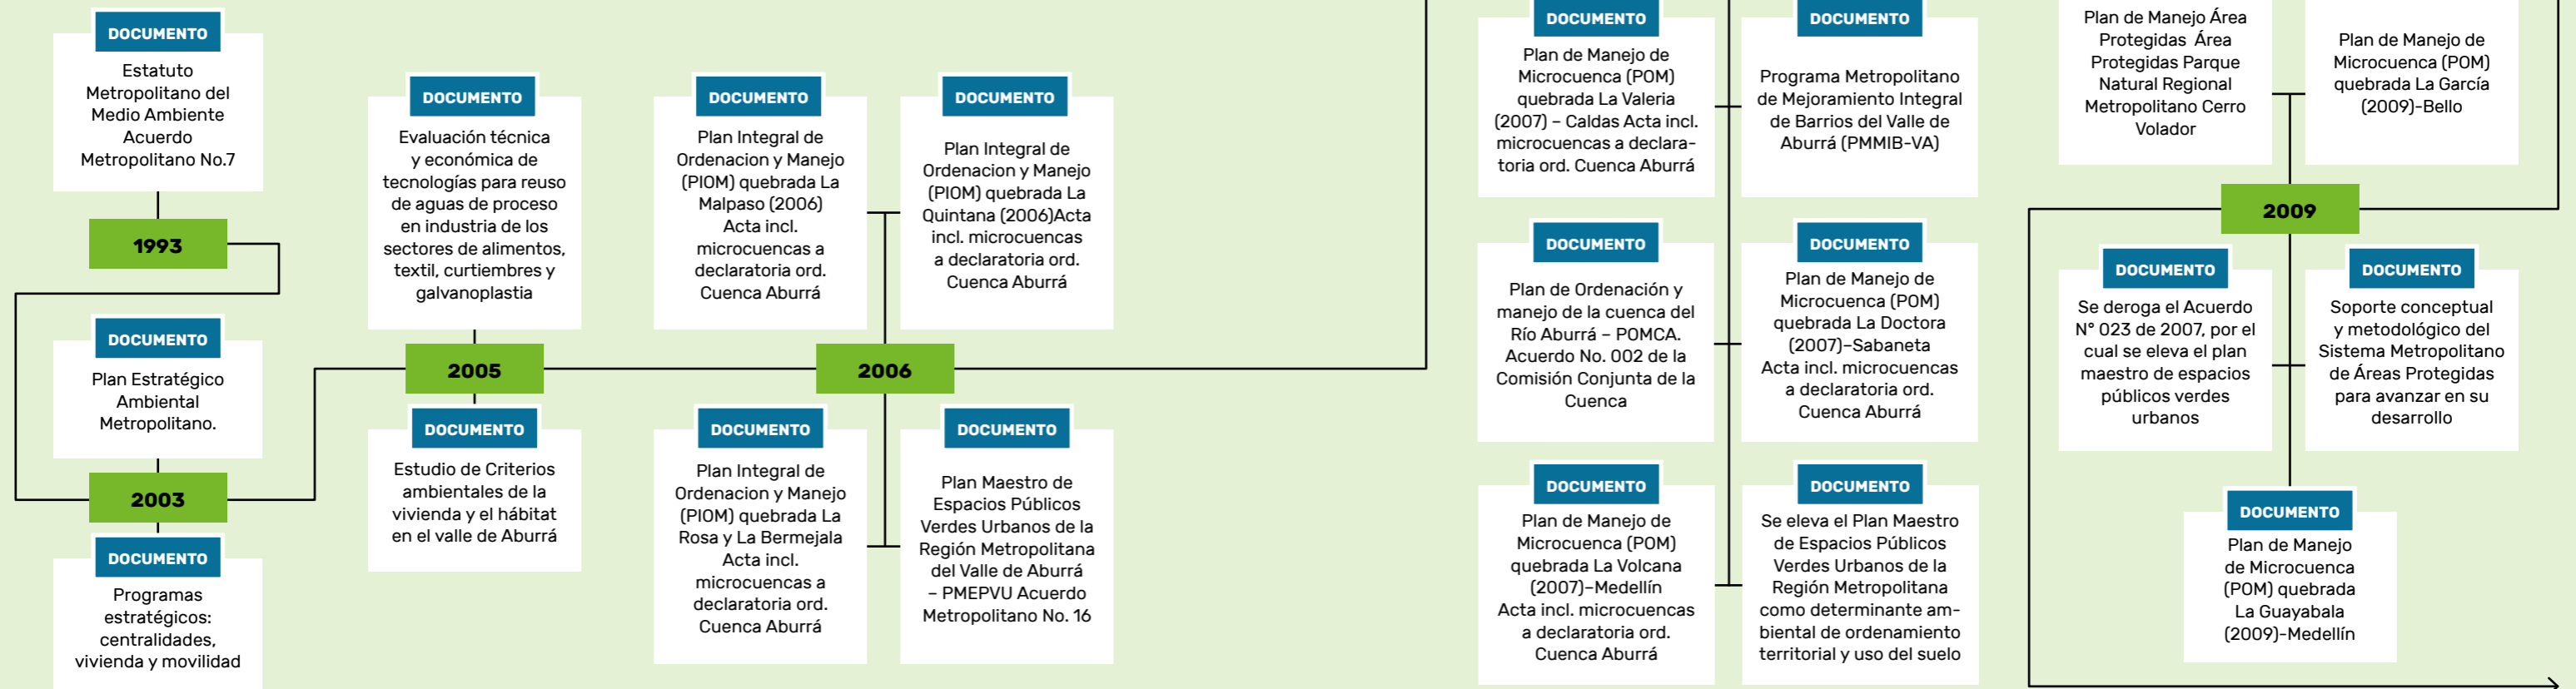 DOCUMENTO
Estatuto
Metropolitano del
Medio Ambiente
Acuerdo
Metropolitano No.7
1993
DOCUMENTO
Plan Estratégico
Ambiental
Metropolitano.
2003
DOCUMENTO
Programas
estratégicos:
centralidades,
vivienda y movilidad
DOCUMENTO
Evaluación técnica
y económica de
tecnologías para reuso
de aguas de proceso
en industria de los
sectores de alimentos,
textil, curtiembres y
galvanoplastia
2005
DOCUMENTO
Estudio de Criterios
ambientales de la
vivienda y el hábitat
en el valle de Aburrá
DOCUMENTO
Plan Integral de
Ordenacion y Manejo
(PIOM) quebrada La
Malpaso (2006)
Acta incl.
microcuencas a
declaratoria ord.
Cuenca Aburrá
DOCUMENTO
Plan Integral de
Ordenacion y Manejo
(PIOM) quebrada La
Quintana (2006)Acta
incl. microcuencas
a declaratoria ord.
Cuenca Aburrá
2006
DOCUMENTO
Plan Integral de
Ordenacion y Manejo
(PIOM) quebrada La
Rosa y La Bermejala
Acta incl.
microcuencas a
declaratoria ord.
Cuenca Aburrá
DOCUMENTO
Plan Maestro de
Espacios Públicos
Verdes Urbanos de la
Región Metropolitana
del Valle de Aburrá
– PMEPVU Acuerdo
Metropolitano No. 16
DOCUMENTO
Plan de Manejo de
Microcuenca (POM)
quebrada La Valeria
(2007) – Caldas Acta incl.
microcuencas a declara-
toria ord. Cuenca Aburrá
DOCUMENTO
Programa Metropolitano
de Mejoramiento Integral
de Barrios del Valle de
Aburrá (PMMIB-VA)
DOCUMENTO
Plan de Ordenación y
manejo de la cuenca del
Río Aburrá – POMCA.
Acuerdo No. 002 de la
Comisión Conjunta de la
Cuenca
DOCUMENTO
Plan de Manejo de
Microcuenca (POM)
quebrada La Doctora
(2007)–Sabaneta
Acta incl. microcuencas
a declaratoria ord.
Cuenca Aburrá
DOCUMENTO
Plan de Manejo de
Microcuenca (POM)
quebrada La Volcana
(2007)–Medellín
Acta incl. microcuencas
a declaratoria ord.
Cuenca Aburrá
DOCUMENTO
Se eleva el Plan Maestro
de Espacios Públicos
Verdes Urbanos de la
Región Metropolitana
como determinante am-
biental de ordenamiento
territorial y uso del suelo
Plan de Manejo Área
Protegidas Área
Protegidas Parque
Natural Regional
Metropolitano Cerro
Volador
Plan de Manejo de
Microcuenca (POM)
quebrada La García
(2009)-Bello
2009
DOCUMENTO
Se deroga el Acuerdo
N° 023 de 2007, por el
cual se eleva el plan
maestro de espacios
públicos verdes
urbanos
DOCUMENTO
Soporte conceptual
y metodológico del
Sistema Metropolitano
de Áreas Protegidas
para avanzar en su
desarrollo
DOCUMENTO
Plan de Manejo
de Microcuenca
(POM) quebrada
La Guayabala
(2009)-Medellín